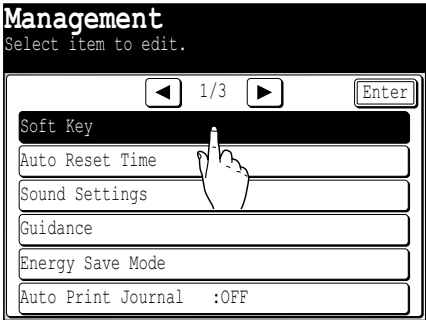 Management
Select item to edit.
1/3
Enter
Soft Key
Auto Reset Time
Sound Settings
Guidance
Energy Save Mode
Auto Print Journal :OFF